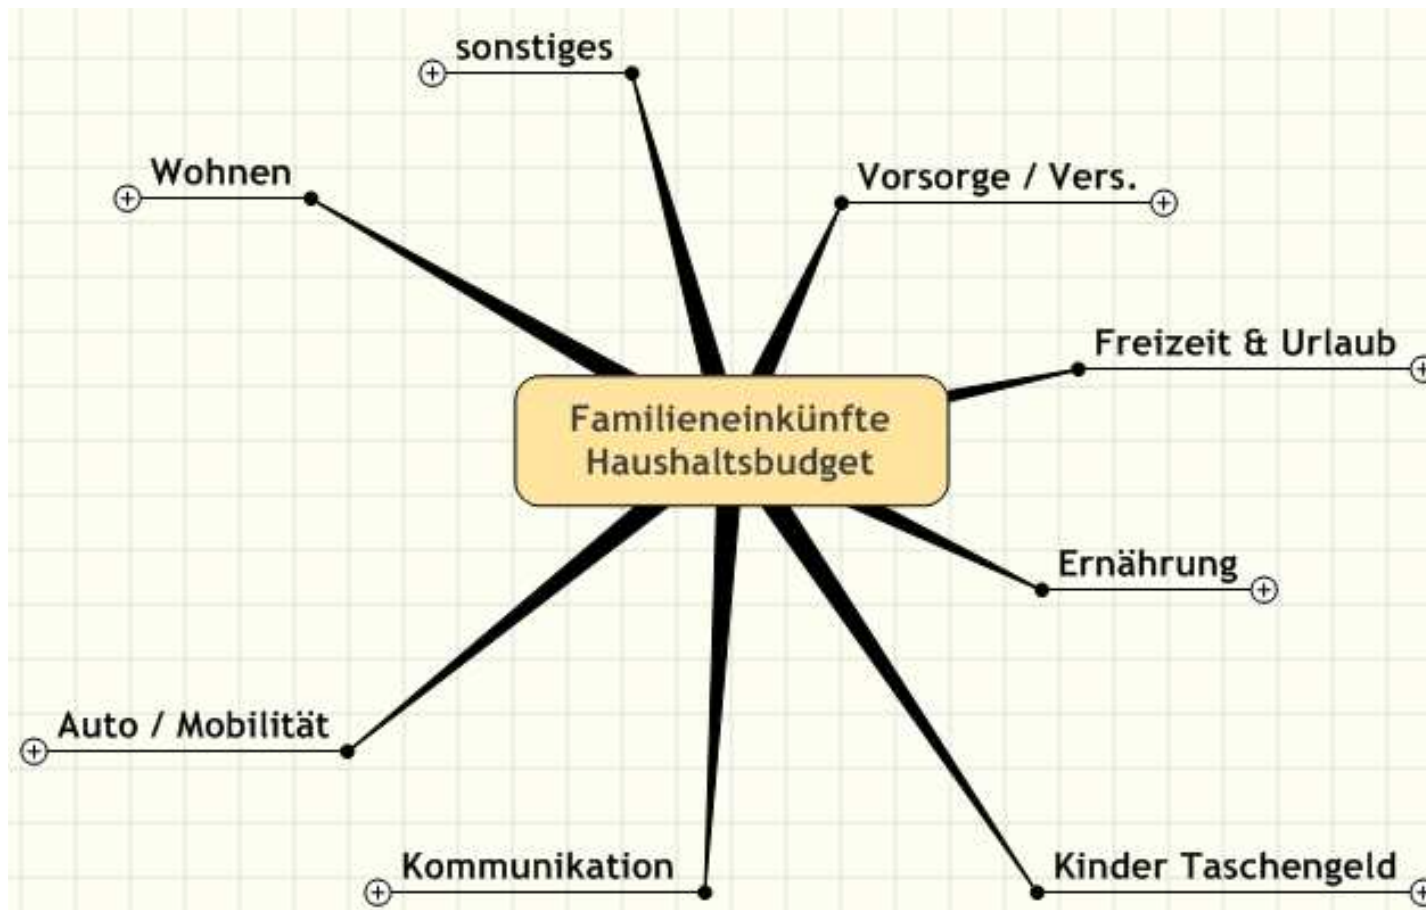 sonstiges
Wohnen
Vorsorge / Vers.
Freizeit & Urlaub
Familieneinkünfte
Haushaltsbudget
Ernährung
Auto / Mobilität
Kommunikation
Kinder Taschengeld